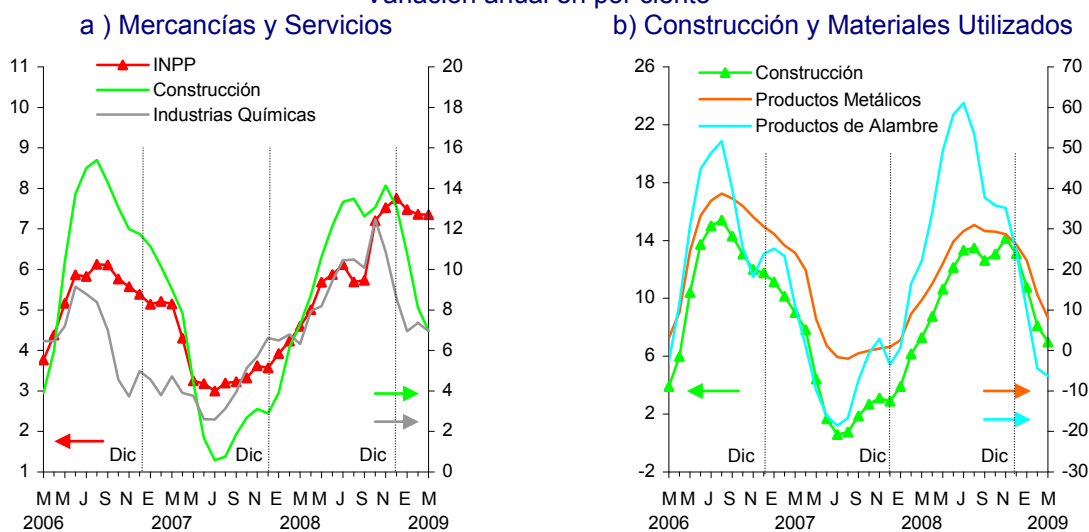 Variación anual en por ciento
a ) Mercancías y Servicios
b) Construcción y Materiales Utilizados
INPP
Construcción
Industrias Químicas
11
10
9
8
7
6
5
4
3
2
1
20
18
16
14
12
10
8
6
4
2
0
Dic
Dic
Dic
M M J S N E M M J S N E M M J S N E M
2006 2007 2008 2009
Construcción
Productos Metálicos
Productos de Alambre
26
22
18
14
10
6
2
-2
70
60
50
40
30
20
10
0
-10
-20
-30
Dic
Dic
Dic
M M J S N E M M J S N E M M J S N E M
2006 2007 2008 2009